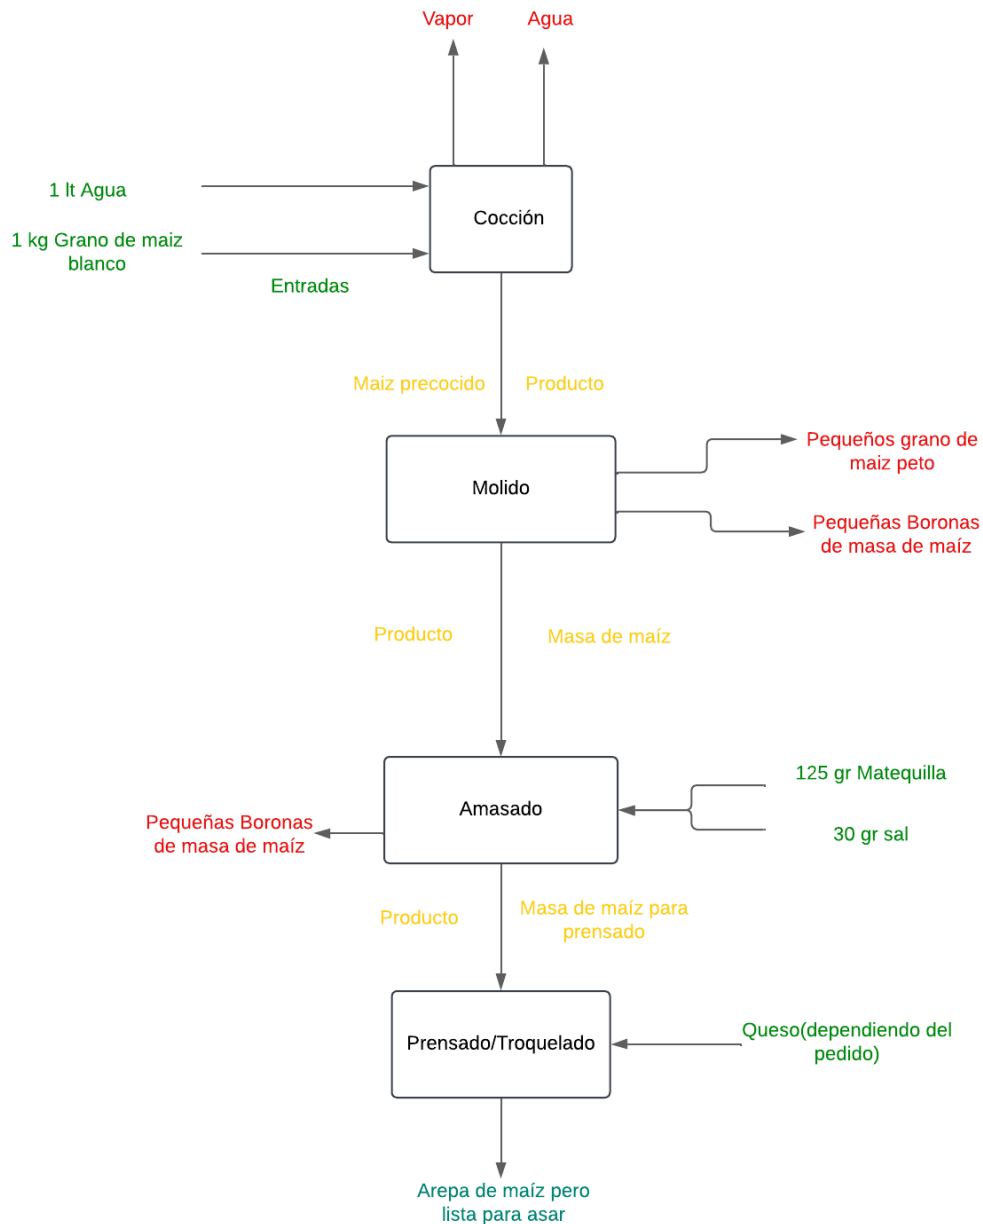 Vapor
Agua
1 lt Agua
Cocción
1 kg Grano de maiz
blanco
Entradas
Maiz precocido
Producto
Molido
Pequeños grano de
maiz peto
Pequeñas Boronas
de masa de maíz
Producto
Masa de maíz
125 gr Matequilla
Amasado
30 gr sal
Pequeñas Boronas
de masa de maíz
Producto
Masa de maíz para
prensado
Prensado/Troquelado
Queso(dependiendo del
pedido)
Arepa de maíz pero
lista para asar